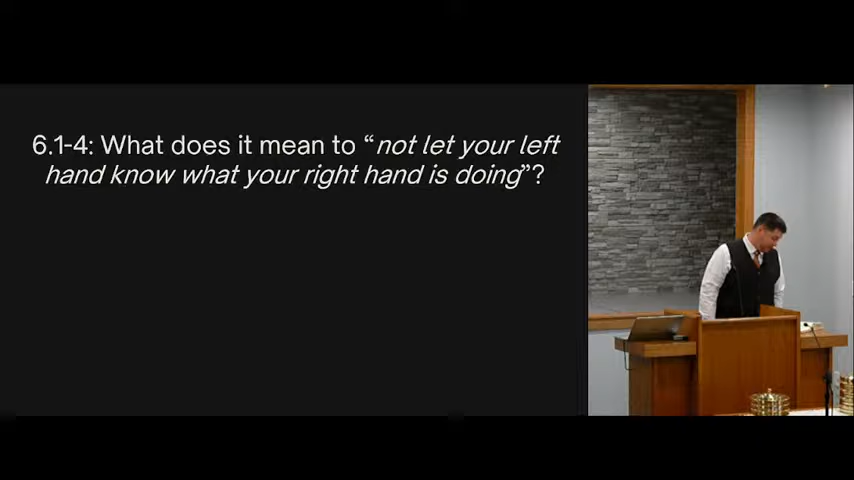 6.1-4: What does it mean to “not let your left
hand know what your right hand is doing”?